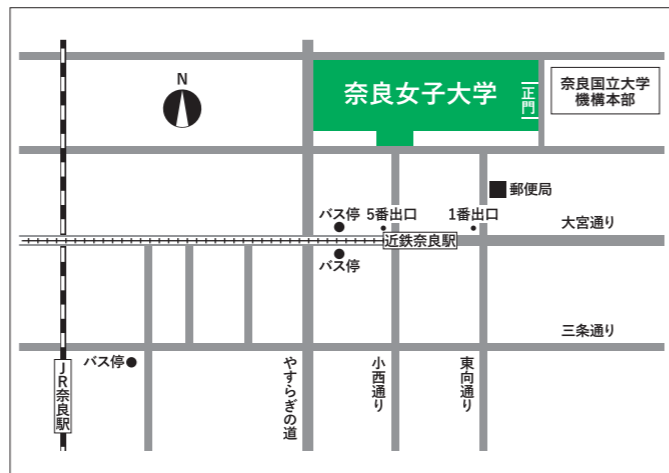 N
奈良女子大学
正門
奈良国立大学
機構本部
郵便局
バス停
5番出口
1番出口
大宮通り
近鉄奈良駅
バス停
三条通り
バス停
JR奈良駅
やすらぎの道
小西通り
東向通り